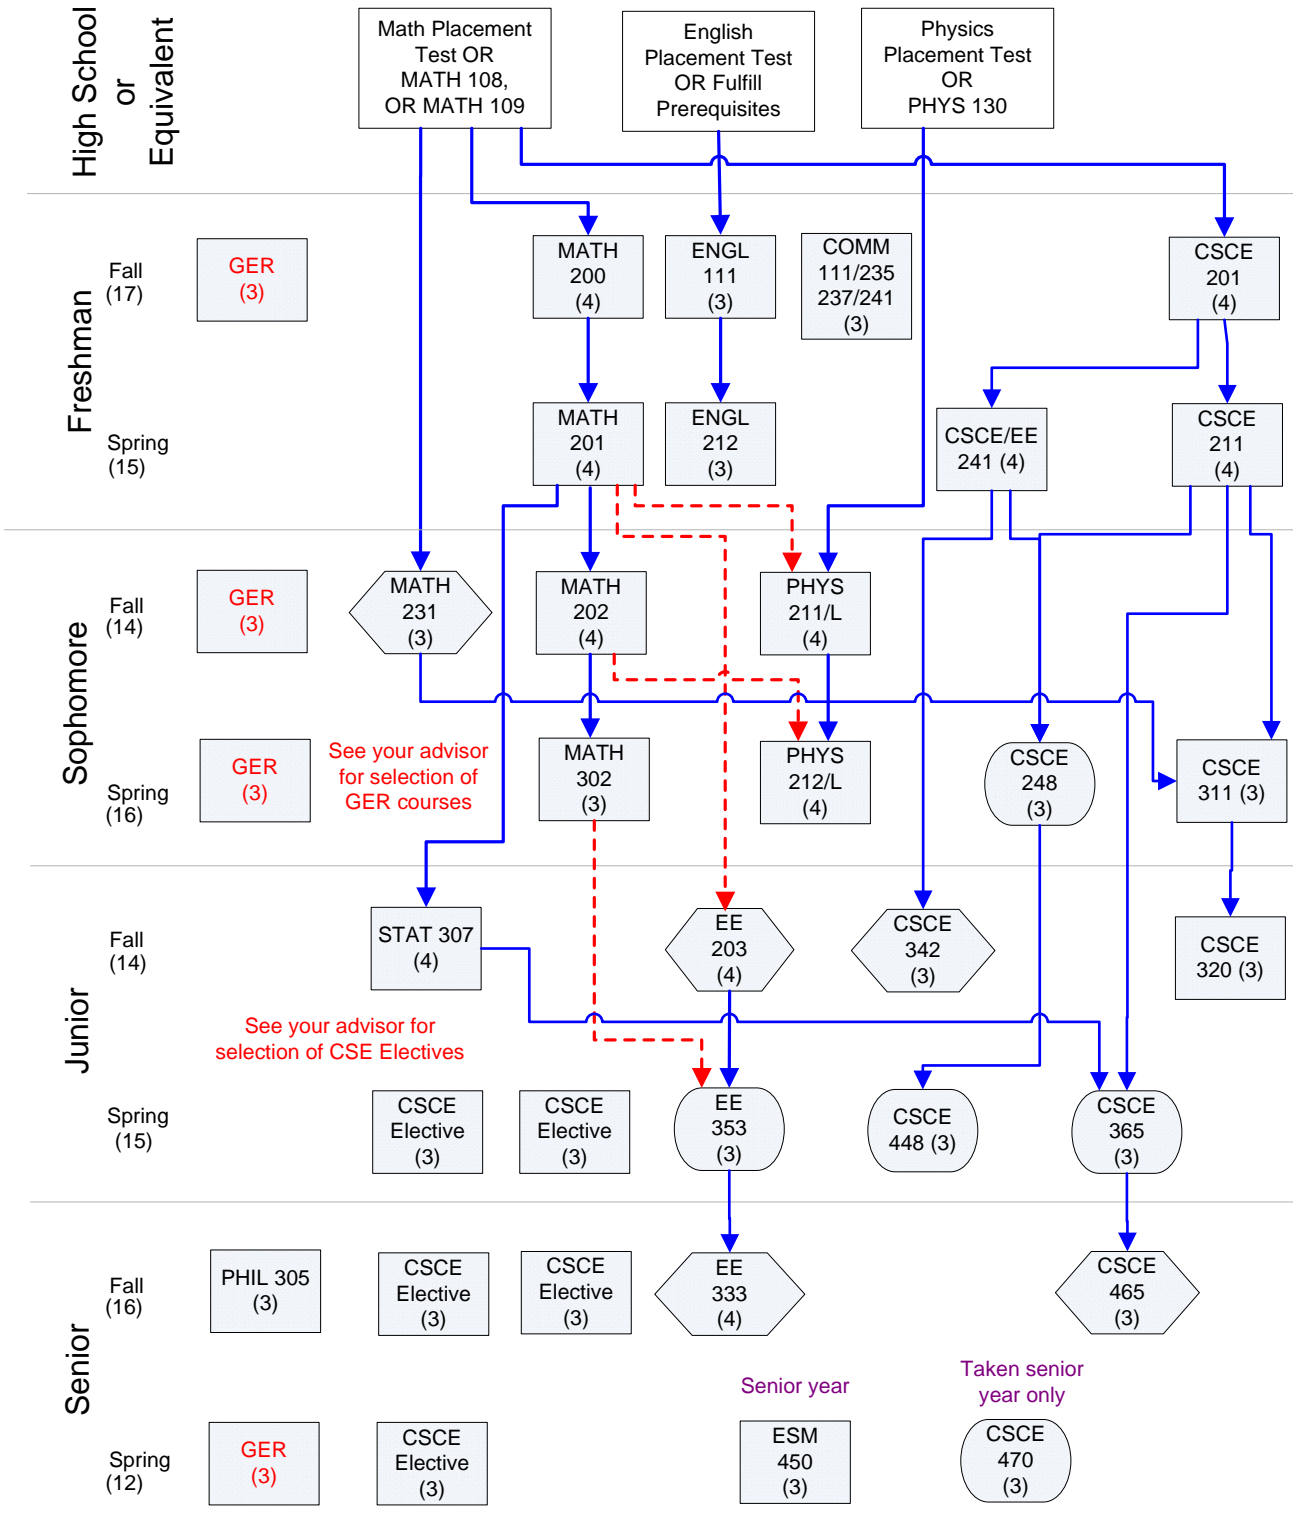 High School
or
Equivalent
Math Placement
Test OR
MATH 108,
OR MATH 109
English
Placement Test
OR Fulfill
Prerequisites
Physics
Placement Test
OR
PHYS 130
Freshman
Fall
(17)
GER
(3)
MATH
200
(4)
ENGL
111
(3)
COMM
111/235
237/241
(3)
CSCE
201
(4)
Spring
(15)
MATH
201
(4)
ENGL
212
(3)
CSCE/EE
241 (4)
CSCE
211
(4)
Sophomore
Fall
(14)
GER
(3)
MATH
231
(3)
MATH
202
(4)
PHYS
211/L
(4)
Spring
(16)
GER
(3)
See your advisor
for selection of
GER courses
MATH
302
(3)
PHYS
212/L
(4)
CSCE
248
(3)
CSCE
311 (3)
Junior
Fall
(14)
STAT 307
(4)
EE
203
(4)
CSCE
342
(3)
CSCE
320 (3)
See your advisor for
selection of CSE Electives
Spring
(15)
CSCE
Elective
(3)
CSCE
Elective
(3)
EE
353
(3)
CSCE
448 (3)
CSCE
365
(3)
Senior
Fall
(16)
PHIL 305
(3)
CSCE
Elective
(3)
CSCE
Elective
(3)
EE
333
(4)
CSCE
465
(3)
Senior year
Taken senior
year only
Spring
(12)
GER
(3)
CSCE
Elective
(3)
ESM
450
(3)
CSCE
470
(3)